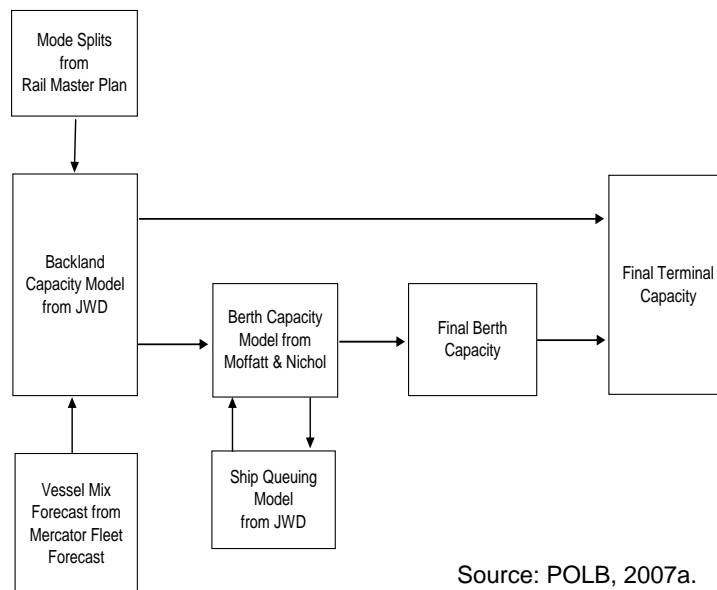 Mode Splits
from
Rail Master Plan
Backland
Capacity Model
from JWD
Final Terminal
Capacity
Berth Capacity
Model from
Moffatt & Nichol
Final Berth
Capacity
Vessel Mix
Forecast from
Mercator Fleet
Forecast
Ship Queuing
Model
from JWD
Source: POLB, 2007a.